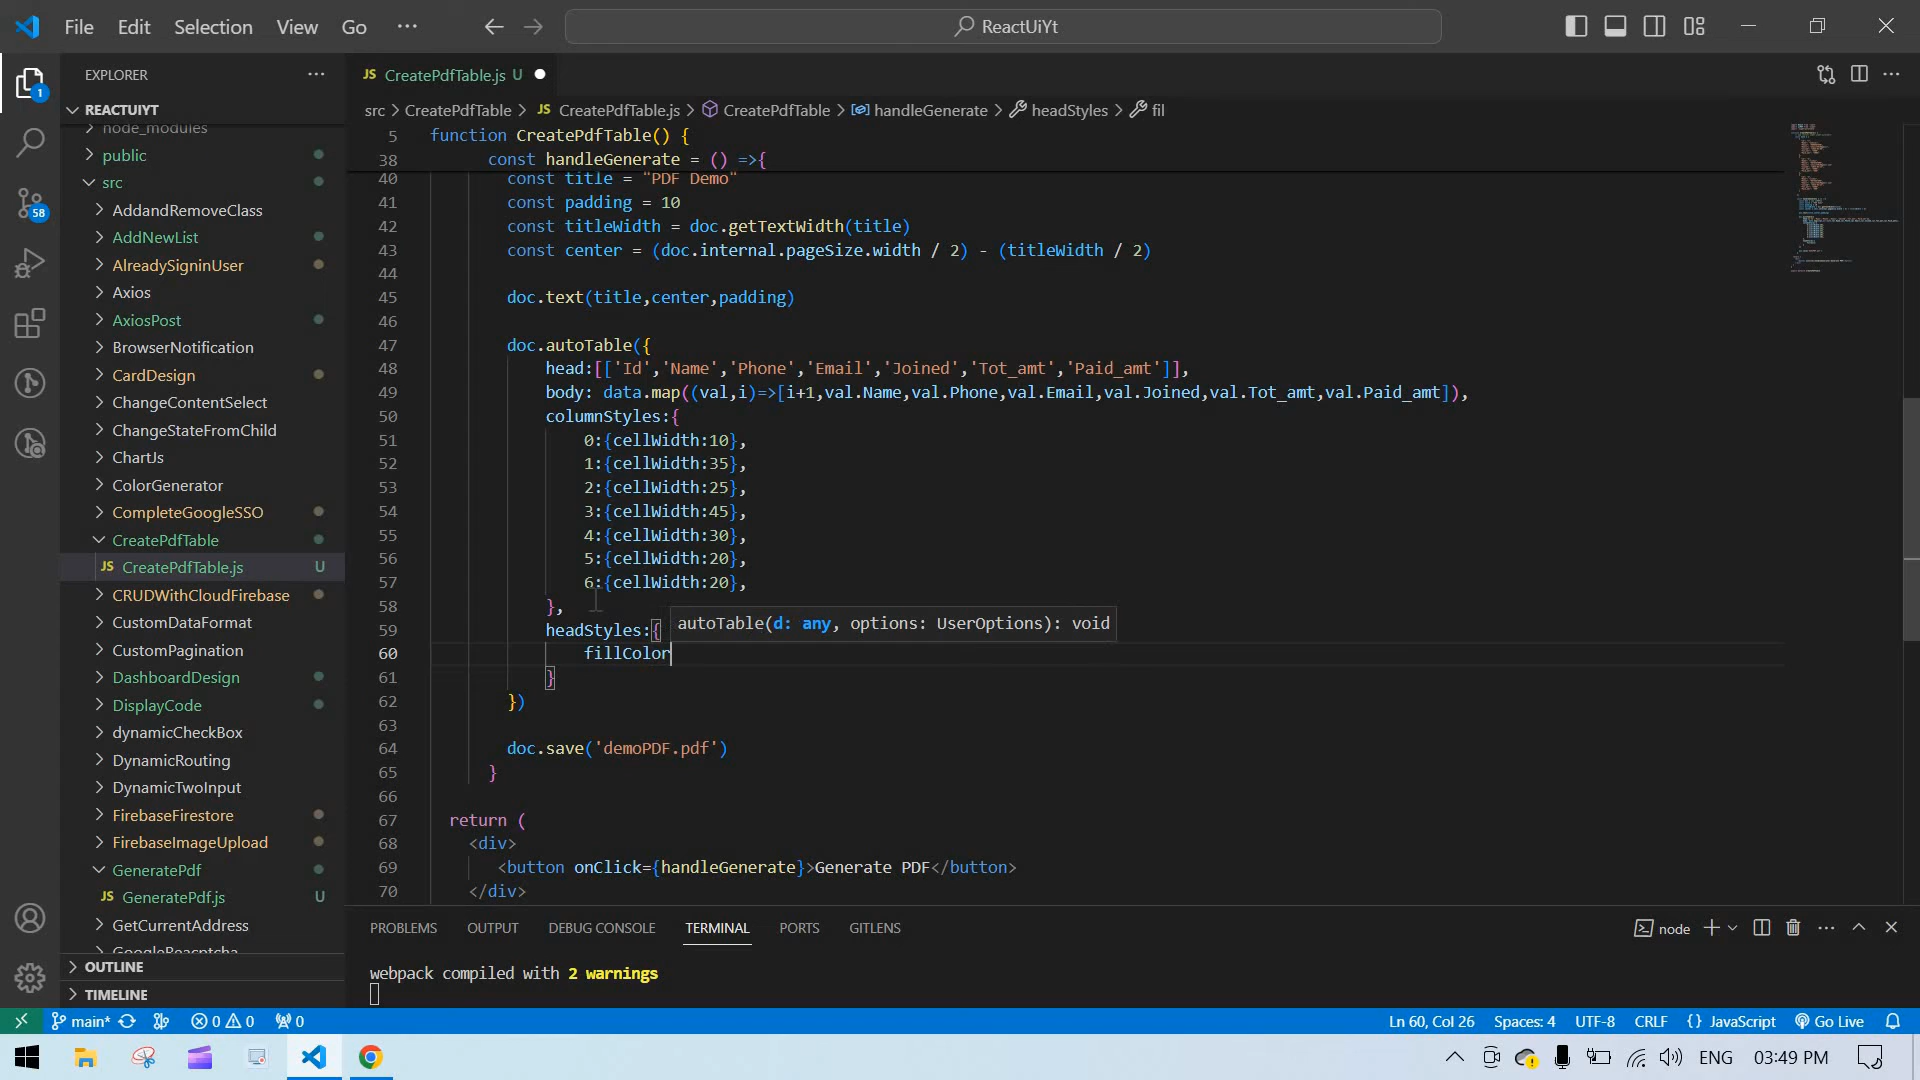 File Edit Selection View Go ··· ReactUiYt
EXPLORER ···
REACTUIYT
node_modules
public
src
AddandRemoveClass
AddNewList
AlreadySigninUser
Axios
AxiosPost
BrowserNotification
CardDesign
ChangeContentSelect
ChangeStateFromChild
ChartJs
ColorGenerator
CompleteGoogleSSO
CreatePdfTable
JS CreatePdfTable.js U
CRUDWithCloudFirebase
CustomDataFormat
CustomPagination
DashboardDesign
DisplayCode
dynamicCheckBox
DynamicRouting
DynamicTwoInput
FirebaseFirestore
FirebaseImageUpload
GeneratePdf
JS GeneratePdf.js U
GetCurrentAddress
GoogleReacptcha
OUTLINE
TIMELINE
1
58
JS CreatePdfTable.js U
src > CreatePdfTable > JS CreatePdfTable.js > CreatePdfTable > handleGenerate > headStyles > fil
5 function CreatePdfTable() {
38 const handleGenerate = () =>{
40 const title = "PDF Demo"
41 const padding = 10
42 const titleWidth = doc.getTextWidth(title)
43 const center = (doc.internal.pageSize.width / 2) - (titleWidth / 2)
44
45 doc.text(title,center,padding)
46
47 doc.autoTable({
48 head:[['Id','Name','Phone','Email','Joined','Tot_amt','Paid_amt']],
49 body: data.map((val,i)=>[i+1,val.Name,val.Phone,val.Email,val.Joined,val.Tot_amt,val.Paid_amt]),
50 columnStyles:{
51 0:{cellWidth:10},
52 1:{cellWidth:35},
53 2:{cellWidth:25},
54 3:{cellWidth:45},
55 4:{cellWidth:30},
56 5:{cellWidth:20},
57 6:{cellWidth:20},
58 },
59 headStyles:{
autoTable(d: any, options: UserOptions): void
60 fillColor
61 }
62 })
63
64 doc.save('demoPDF.pdf')
65 }
66
67 return (
68 <div>
69 <button onClick={handleGenerate}>Generate PDF</button>
70 </div>
PROBLEMS OUTPUT DEBUG CONSOLE TERMINAL PORTS GITLENS node
webpack compiled with 2 warnings
main* 0 0 0 Ln 60, Col 26 Spaces: 4 UTF-8 CRLF {} JavaScript Go Live
ENG 03:49 PM